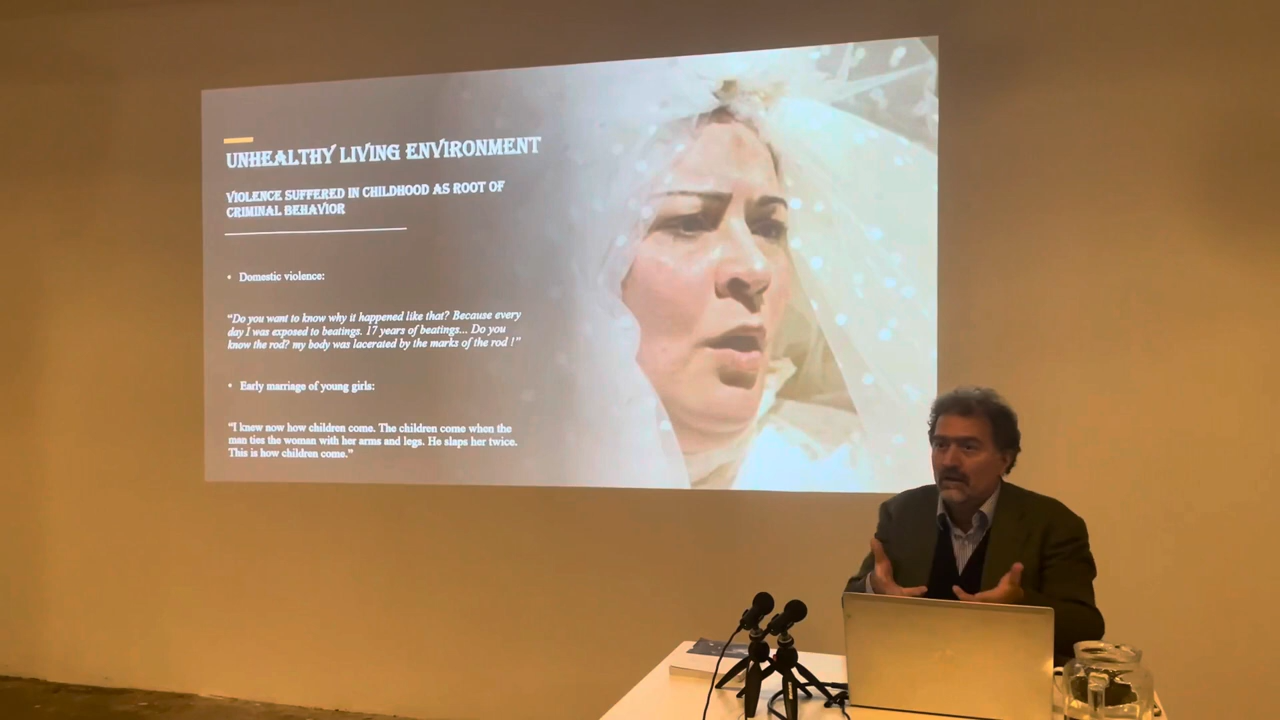 UNHEALTHY LIVING ENVIRONMENT
VIOLENCE SUFFERED IN CHILDHOOD AS ROOT OF
CRIMINAL BEHAVIOR
• Domestic violence:
“Do you want to know why it happened like that? Because every
day I was exposed to beatings. 17 years of beatings... Do you
know the rod? my body was lacerated by the marks of the rod !”
• Early marriage of young girls:
“I knew now how children come. The children come when the
man ties the woman with her arms and legs. He slaps her twice.
This is how children come.”